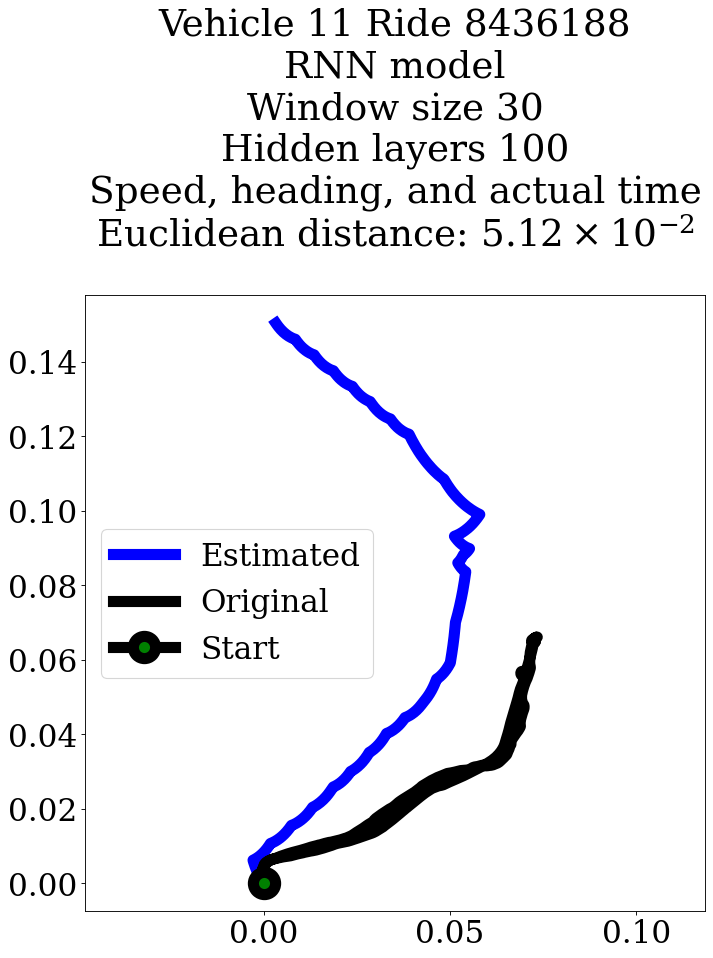 Vehicle 11 Ride 8436188
RNN model
Window size 30
Hidden layers 100
Speed, heading, and actual time
Euclidean distance: 5.12 × 10⁻²
0.14
0.12
0.10
0.08
0.06
0.04
0.02
0.00
Estimated
Original
Start
0.00 0.05 0.10